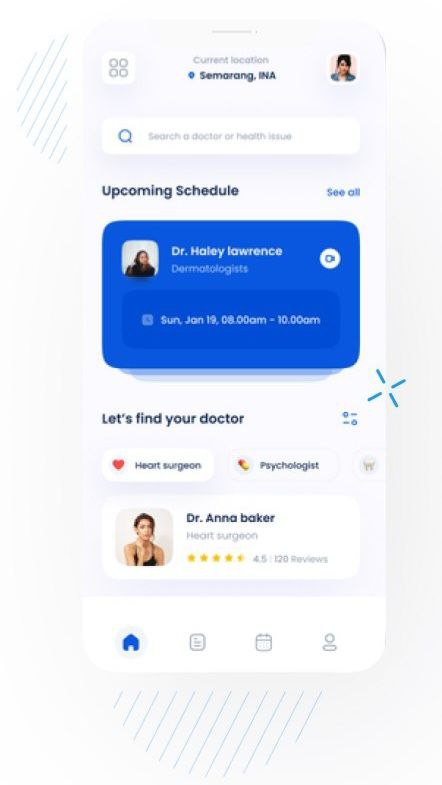 Current location
Semarang, INA
Search a doctor or health issue
Upcoming Schedule
See all
Dr. Haley lawrence
Dermatologists
Sun, Jan 19, 08.00am - 10.00am
Let's find your doctor
Heart surgeon
Psychologist
Dr. Anna baker
Heart surgeon
4.5 | 120 Reviews